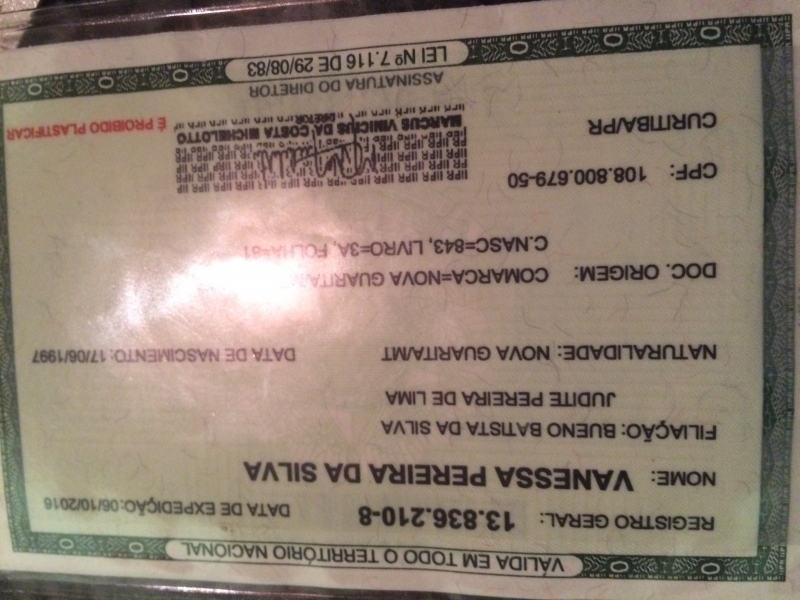 VÁLIDA EM TODO O TERRITÓRIO NACIONAL
REGISTRO GERAL: 13.836.210-8 DATA DE EXPEDIÇÃO:06/10/2016
NOME: VANESSA PEREIRA DA SILVA
FILIAÇÃO: BUENO BATISTA DA SILVA
JUDITE PEREIRA DE LIMA
NATURALIDADE: NOVA GUARITA/MT DATA DE NASCIMENTO:17/06/1997
DOC. ORIGEM: COMARCA=NOVA GUARITA/
C.NASC=843, LIVRO=3A, FOLHA=81
CPF: 108.800.679-50
CURITIBA/PR
MARCUS VINICIUS DA COSTA MICHELOTTO
DIRETOR
ASSINATURA DO DIRETOR
É PROIBIDO PLASTIFICAR
LEI Nº 7.116 DE 29/08/83